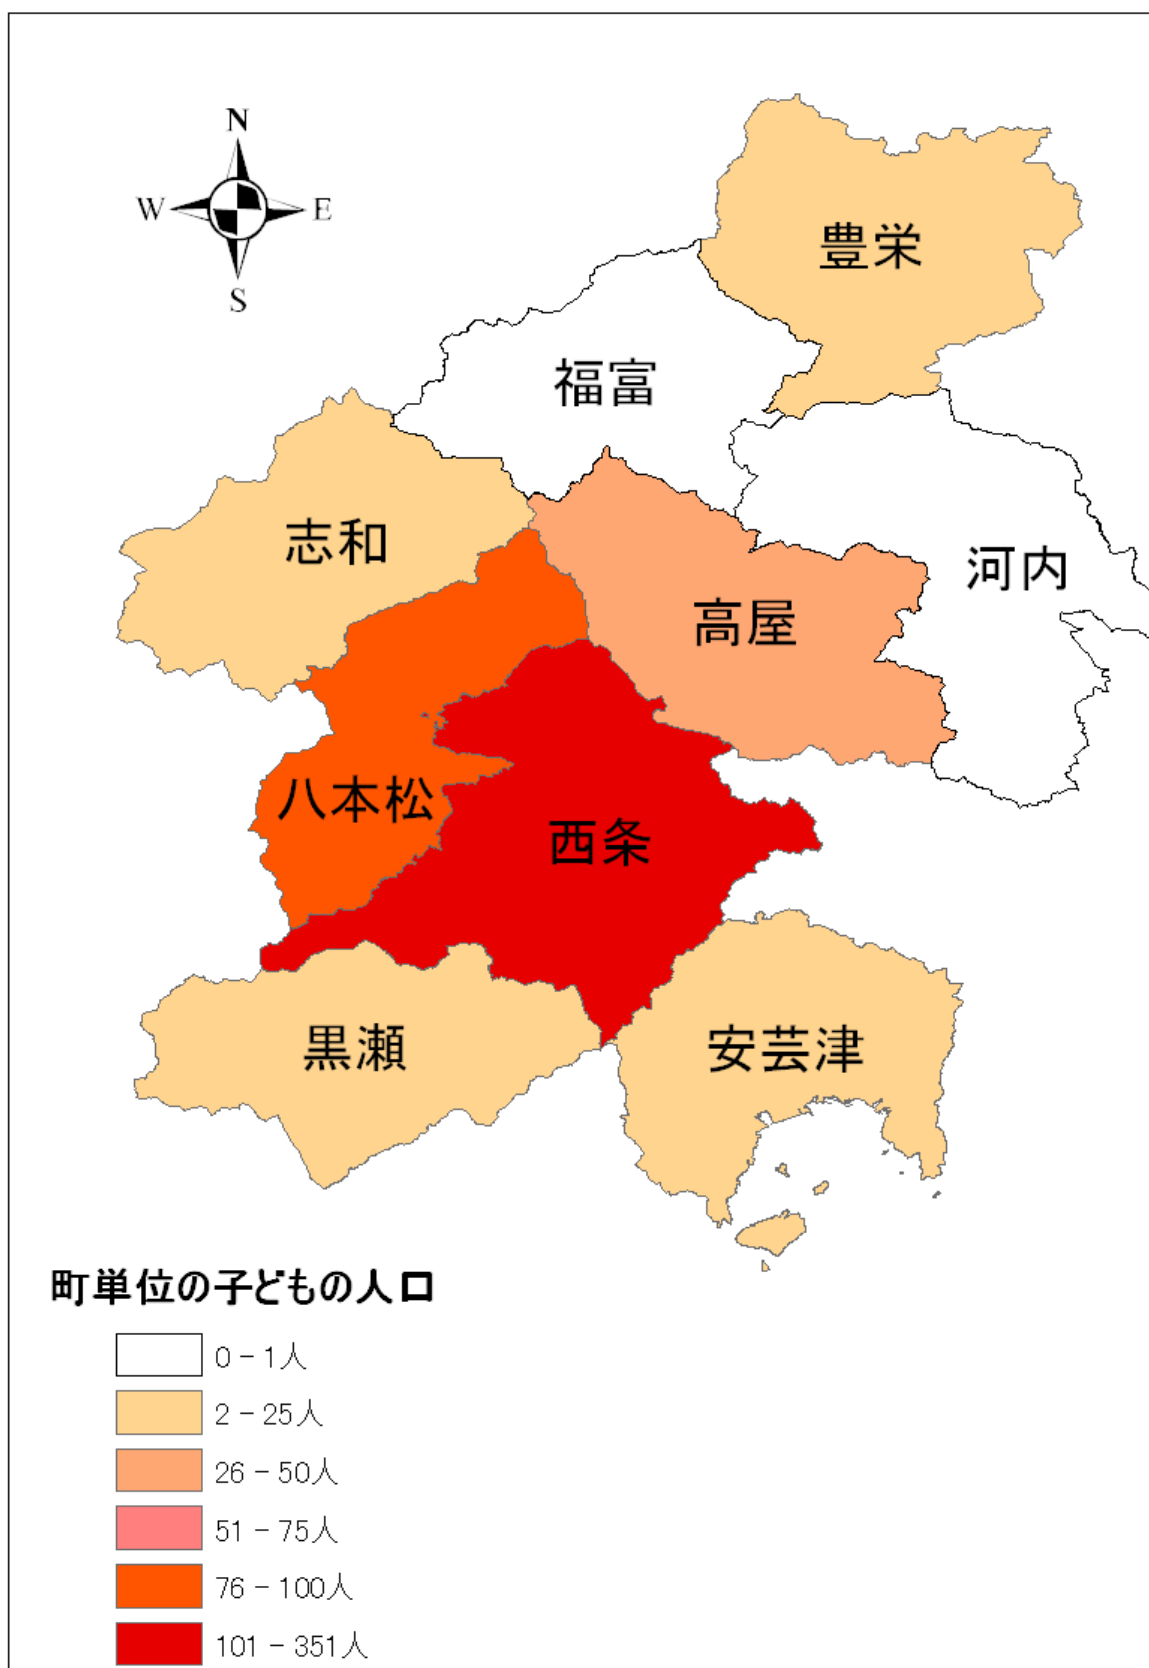 N
W E
S
豊栄
福富
志和
河内
高屋
八本松
西条
黒瀬
安芸津
町単位の子どもの人口
0 - 1人
2 - 25人
26 - 50人
51 - 75人
76 - 100人
101 - 351人